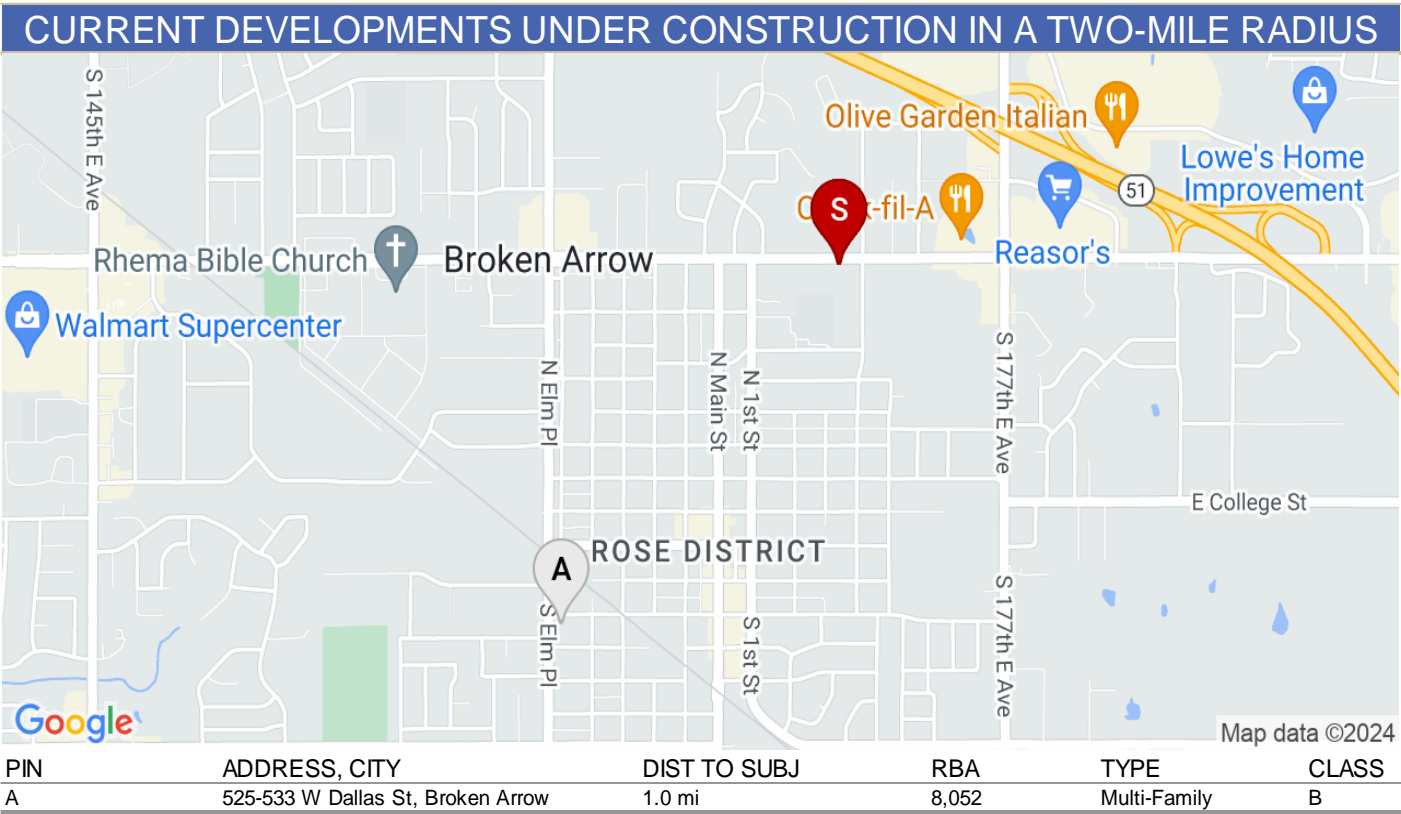 CURRENT DEVELOPMENTS UNDER CONSTRUCTION IN A TWO-MILE RADIUS
S 145th E Ave
Olive Garden Italian
Lowe's Home
Improvement
51
S
k-fil-A
Reasor's
Rhema Bible Church
Broken Arrow
Walmart Supercenter
N Elm Pl
N Main St
N 1st St
S 177th E Ave
E College St
ROSE DISTRICT
A
S Elm Pl
S 1st St
S 177th E Ave
Google
Map data ©2024
PIN ADDRESS, CITY DIST TO SUBJ RBA TYPE CLASS
A 525-533 W Dallas St, Broken Arrow 1.0 mi 8,052 Multi-Family B